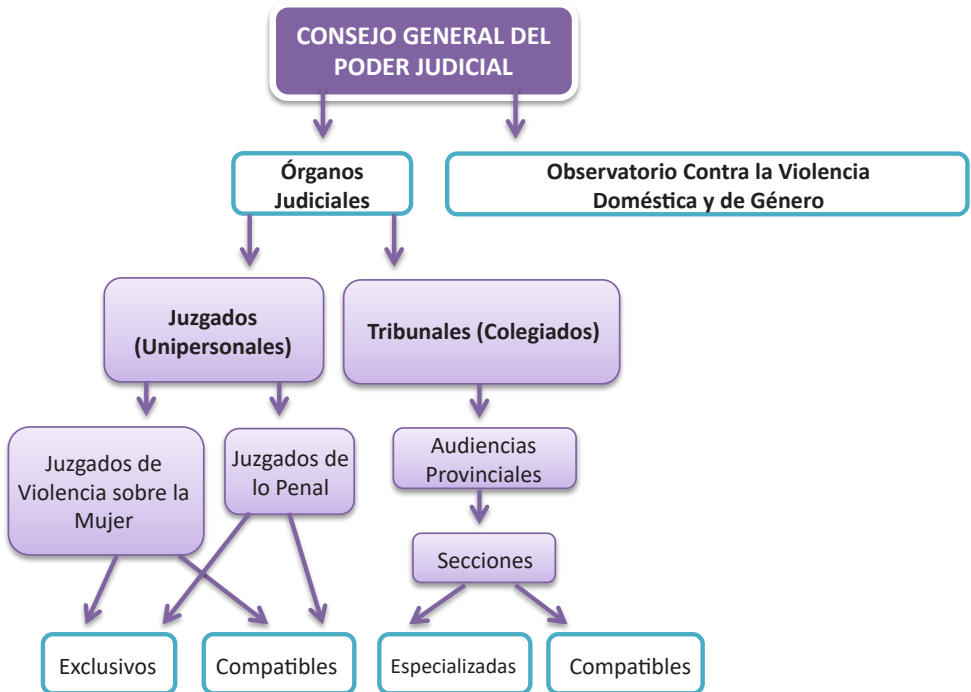 CONSEJO GENERAL DEL
PODER JUDICIAL
Órganos
Judiciales
Observatorio Contra la Violencia
Doméstica y de Género
Juzgados
(Unipersonales)
Tribunales (Colegiados)
Juzgados de
Violencia sobre la
Mujer
Juzgados de
lo Penal
Audiencias
Provinciales
Secciones
Exclusivos
Compatibles
Especializadas
Compatibles